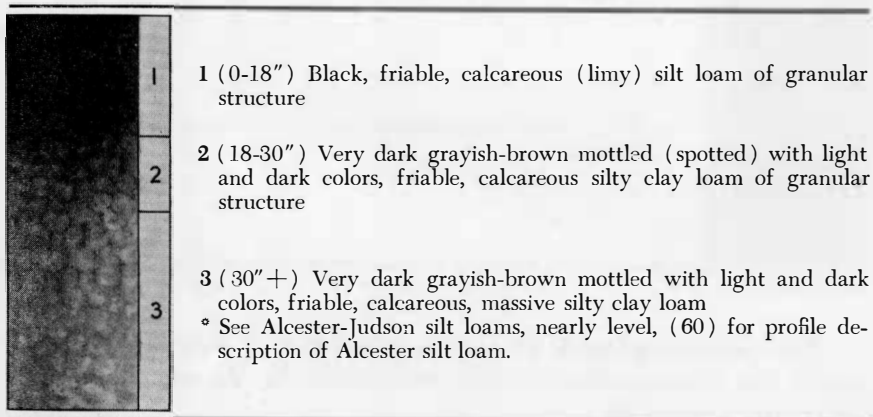 1
2
3
1 (0-18″) Black, friable, calcareous (limy) silt loam of granular
structure
2 (18-30″) Very dark grayish-brown mottled (spotted) with light
and dark colors, friable, calcareous silty clay loam of granular
structure
3 (30″+) Very dark grayish-brown mottled with light and dark
colors, friable, calcareous, massive silty clay loam
* See Alcester-Judson silt loams, nearly level, (60) for profile de-
scription of Alcester silt loam.